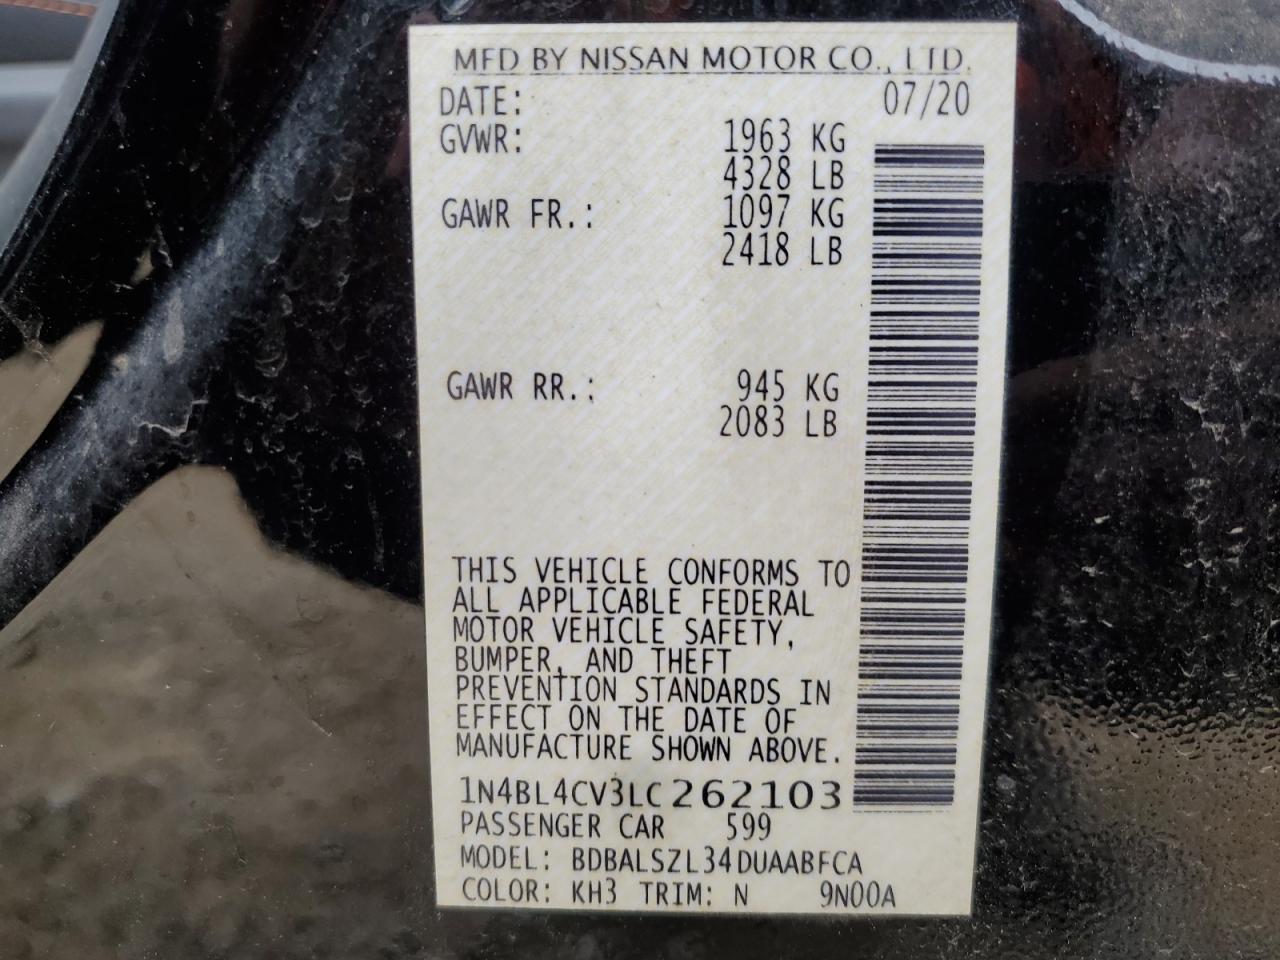 MFD BY NISSAN MOTOR CO., LTD.
DATE: 07/20
GVWR: 1963 KG
4328 LB
GAWR FR.: 1097 KG
2418 LB
GAWR RR.: 945 KG
2083 LB
THIS VEHICLE CONFORMS TO
ALL APPLICABLE FEDERAL
MOTOR VEHICLE SAFETY,
BUMPER, AND THEFT
PREVENTION STANDARDS IN
EFFECT ON THE DATE OF
MANUFACTURE SHOWN ABOVE.
1N4BL4CV3LC262103
PASSENGER CAR 599
MODEL: BDBALSZL34DUAABFCA
COLOR: KH3 TRIM: N 9N00A